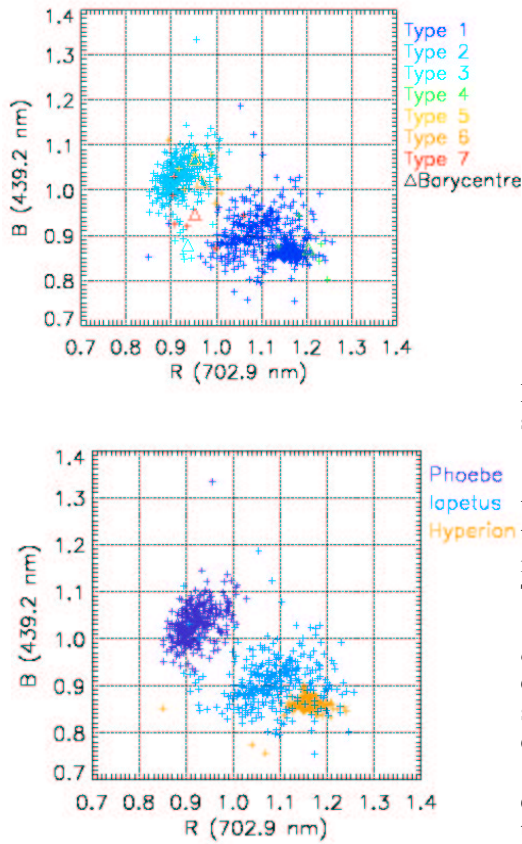 1.4
1.3
1.2
1.1
1.0
0.9
0.8
0.7
B (439.2 nm)
0.7 0.8 0.9 1.0 1.1 1.2 1.3 1.4
R (702.9 nm)
Type 1
Type 2
Type 3
Type 4
Type 5
Type 6
Type 7
△Barycentre
1.4
1.3
1.2
1.1
1.0
0.9
0.8
0.7
B (439.2 nm)
0.7 0.8 0.9 1.0 1.1 1.2 1.3 1.4
R (702.9 nm)
Phoebe
Iapetus
Hyperion